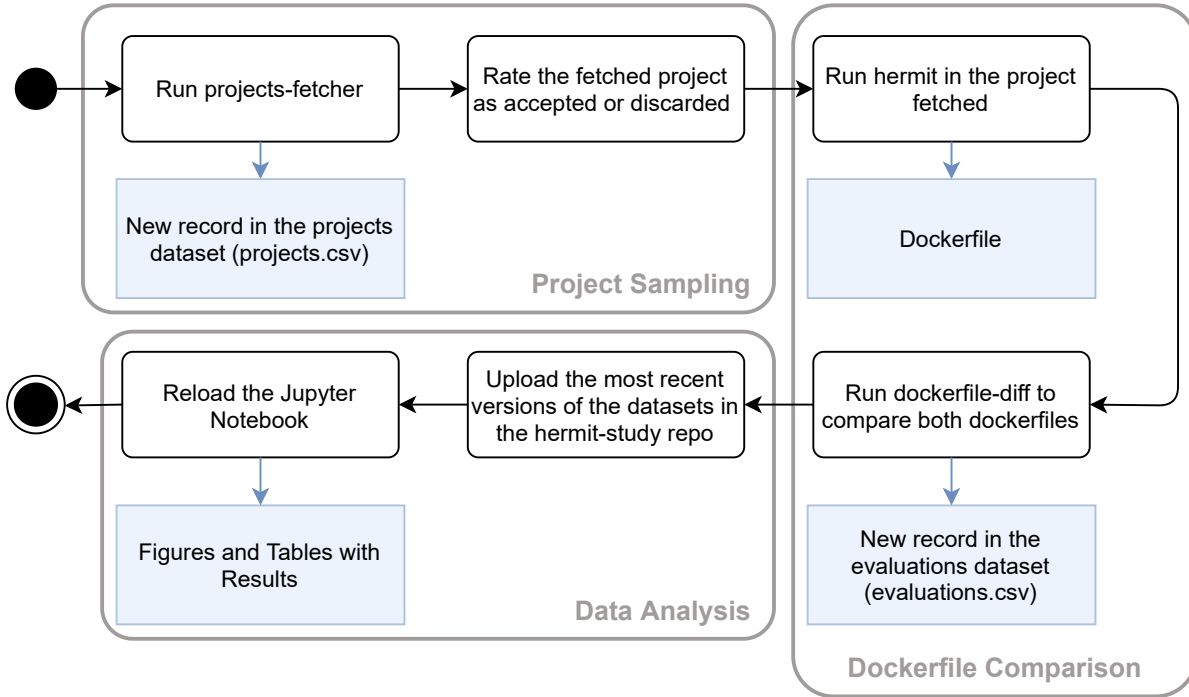 Run projects-fetcher
Rate the fetched project
as accepted or discarded
Run hermit in the project
fetched
New record in the projects
dataset (projects.csv)
Project Sampling
Dockerfile
Reload the Jupyter
Notebook
Upload the most recent
versions of the datasets in
the hermit-study repo
Run dockerfile-diff to
compare both dockerfiles
Figures and Tables with
Results
Data Analysis
New record in the
evaluations dataset
(evaluations.csv)
Dockerfile Comparison